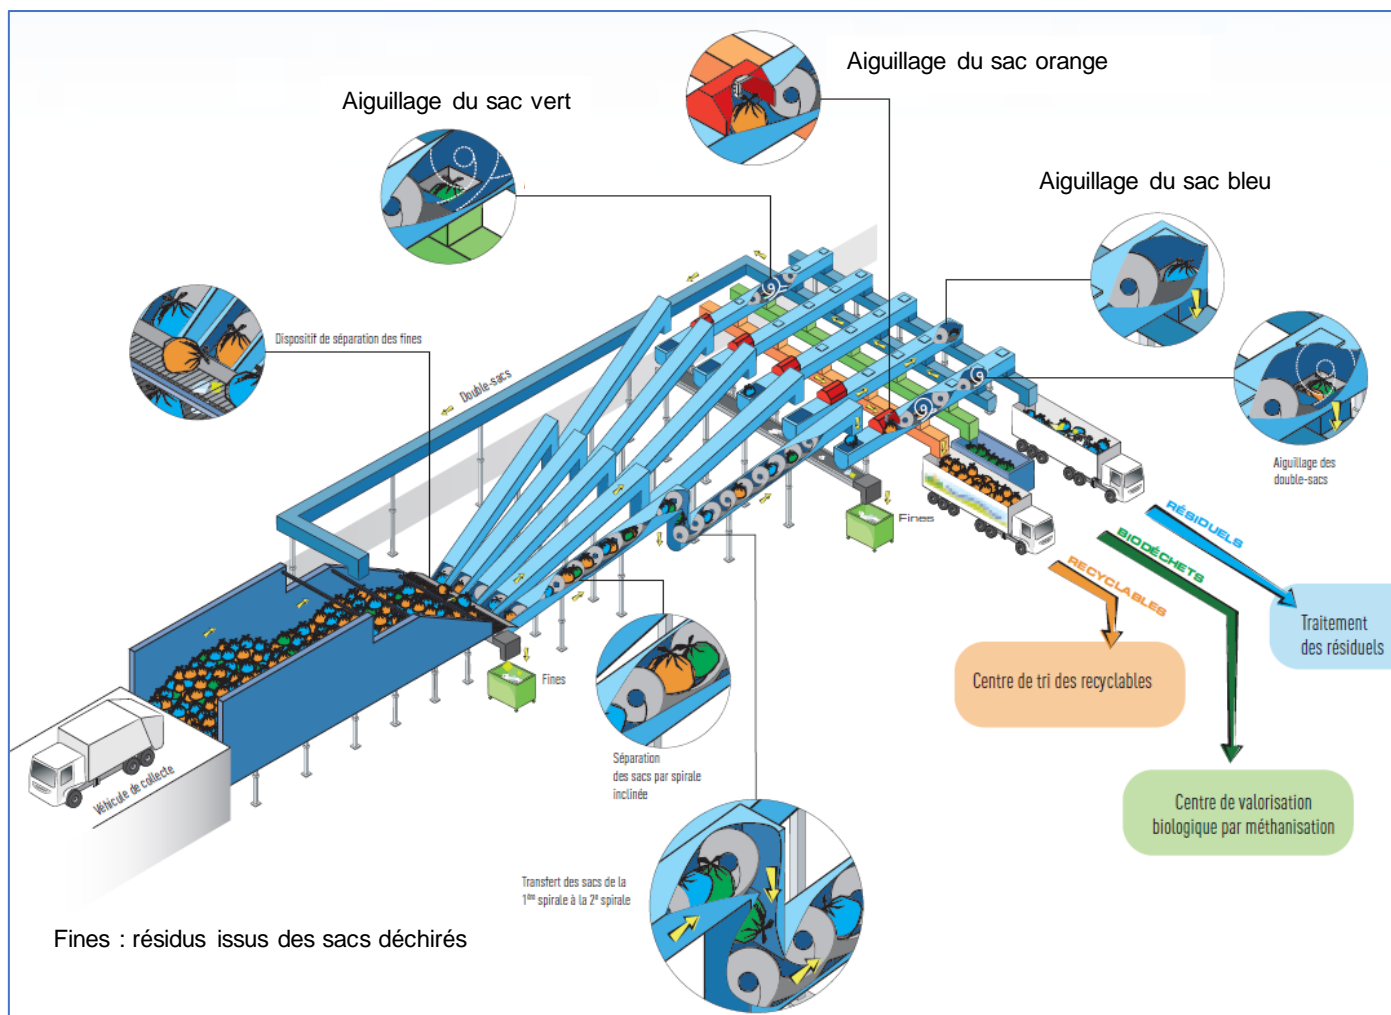 Aiguillage du sac orange
Aiguillage du sac vert
Aiguillage du sac bleu
Dispositif de séparation des fines
Double-sacs
Aiguillage des
double-sacs
Fines
RÉSIDUELS
BIODÉCHETS
RECYCLABLES
Traitement
des résiduels
Centre de tri des recyclables
Fines
Séparation
des sacs par spirale
inclinée
Véhicule de collecte
Centre de valorisation
biologique par méthanisation
Transfert des sacs de la
1ère spirale à la 2e spirale
Fines : résidus issus des sacs déchirés